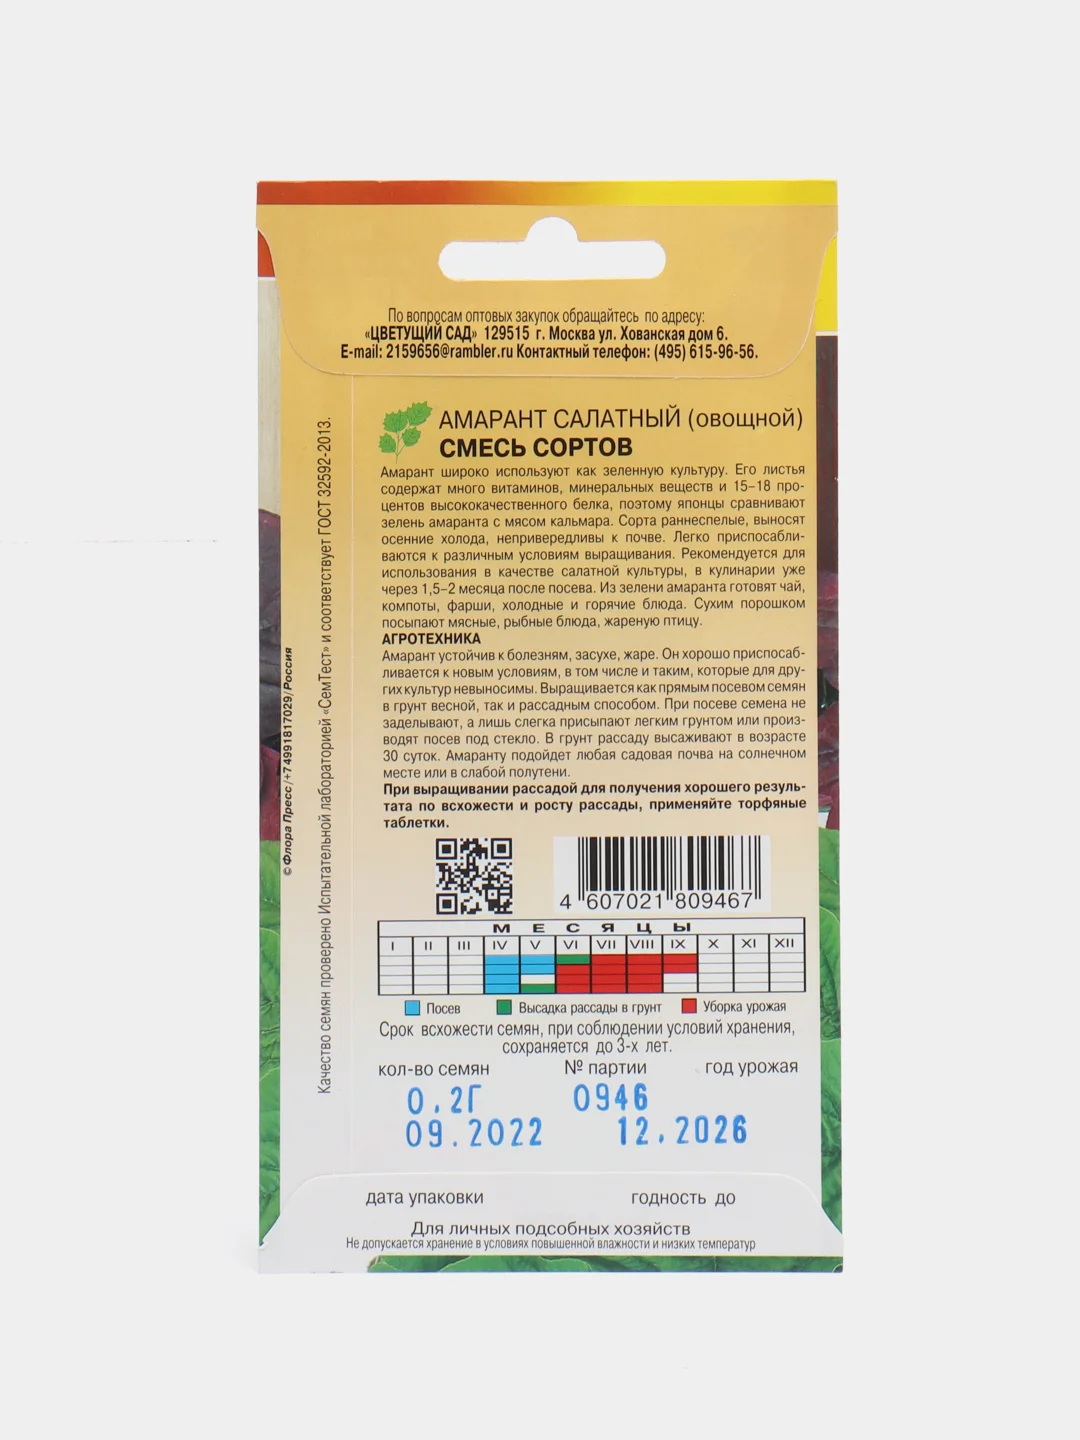 По вопросам оптовых закупок обращайтесь по адресу:
«ЦВЕТУЩИЙ САД» 129515 г. Москва ул. Хованская дом 6.
E-mail: 2159656@rambler.ru Контактный телефон: (495) 615-96-56.
АМАРАНТ САЛАТНЫЙ (овощной)
СМЕСЬ СОРТОВ
Амарант широко используют как зеленную культуру. Его листья
содержат много витаминов, минеральных веществ и 15–18 про-
центов высококачественного белка, поэтому японцы сравнивают
зелень амаранта с мясом кальмара. Сорта раннеспелые, выносят
осенние холода, непривередливы к почве. Легко приспосабли-
ваются к различным условиям выращивания. Рекомендуется для
использования в качестве салатной культуры, в кулинарии уже
через 1,5–2 месяца после посева. Из зелени амаранта готовят чай,
компоты, фарши, холодные и горячие блюда. Сухим порошком
посыпают мясные, рыбные блюда, жареную птицу.
АГРОТЕХНИКА
Амарант устойчив к болезням, засухе, жаре. Он хорошо приспосаб-
ливается к новым условиям, в том числе и таким, которые для дру-
гих культур невыносимы. Выращивается как прямым посевом семян
в грунт весной, так и рассадным способом. При посеве семена не
заделывают, а лишь слегка присыпают легким грунтом или произ-
водят посев под стекло. В грунт рассаду высаживают в возрасте
30 суток. Амаранту подойдет любая садовая почва на солнечном
месте или в слабой полутени.
При выращивании рассадой для получения хорошего резуль-
тата по всхожести и росту рассады, применяйте торфяные
таблетки.
4 607021 809467
МЕСЯЦЫ
I II III IV V VI VII VIII IX X XI XII
Посев Высадка рассады в грунт Уборка урожая
Срок всхожести семян, при соблюдении условий хранения,
сохраняется до 3-х лет.
кол-во семян № партии год урожая
0.2Г 0946
09.2022 12.2026
дата упаковки годность до
Для личных подсобных хозяйств
Не допускается хранение в условиях повышенной влажности и низких температур
© Флора Пресс/+74991817029/Россия
Качество семян проверено Испытательной лабораторией «СемТест» и соответствует ГОСТ 32592-2013.